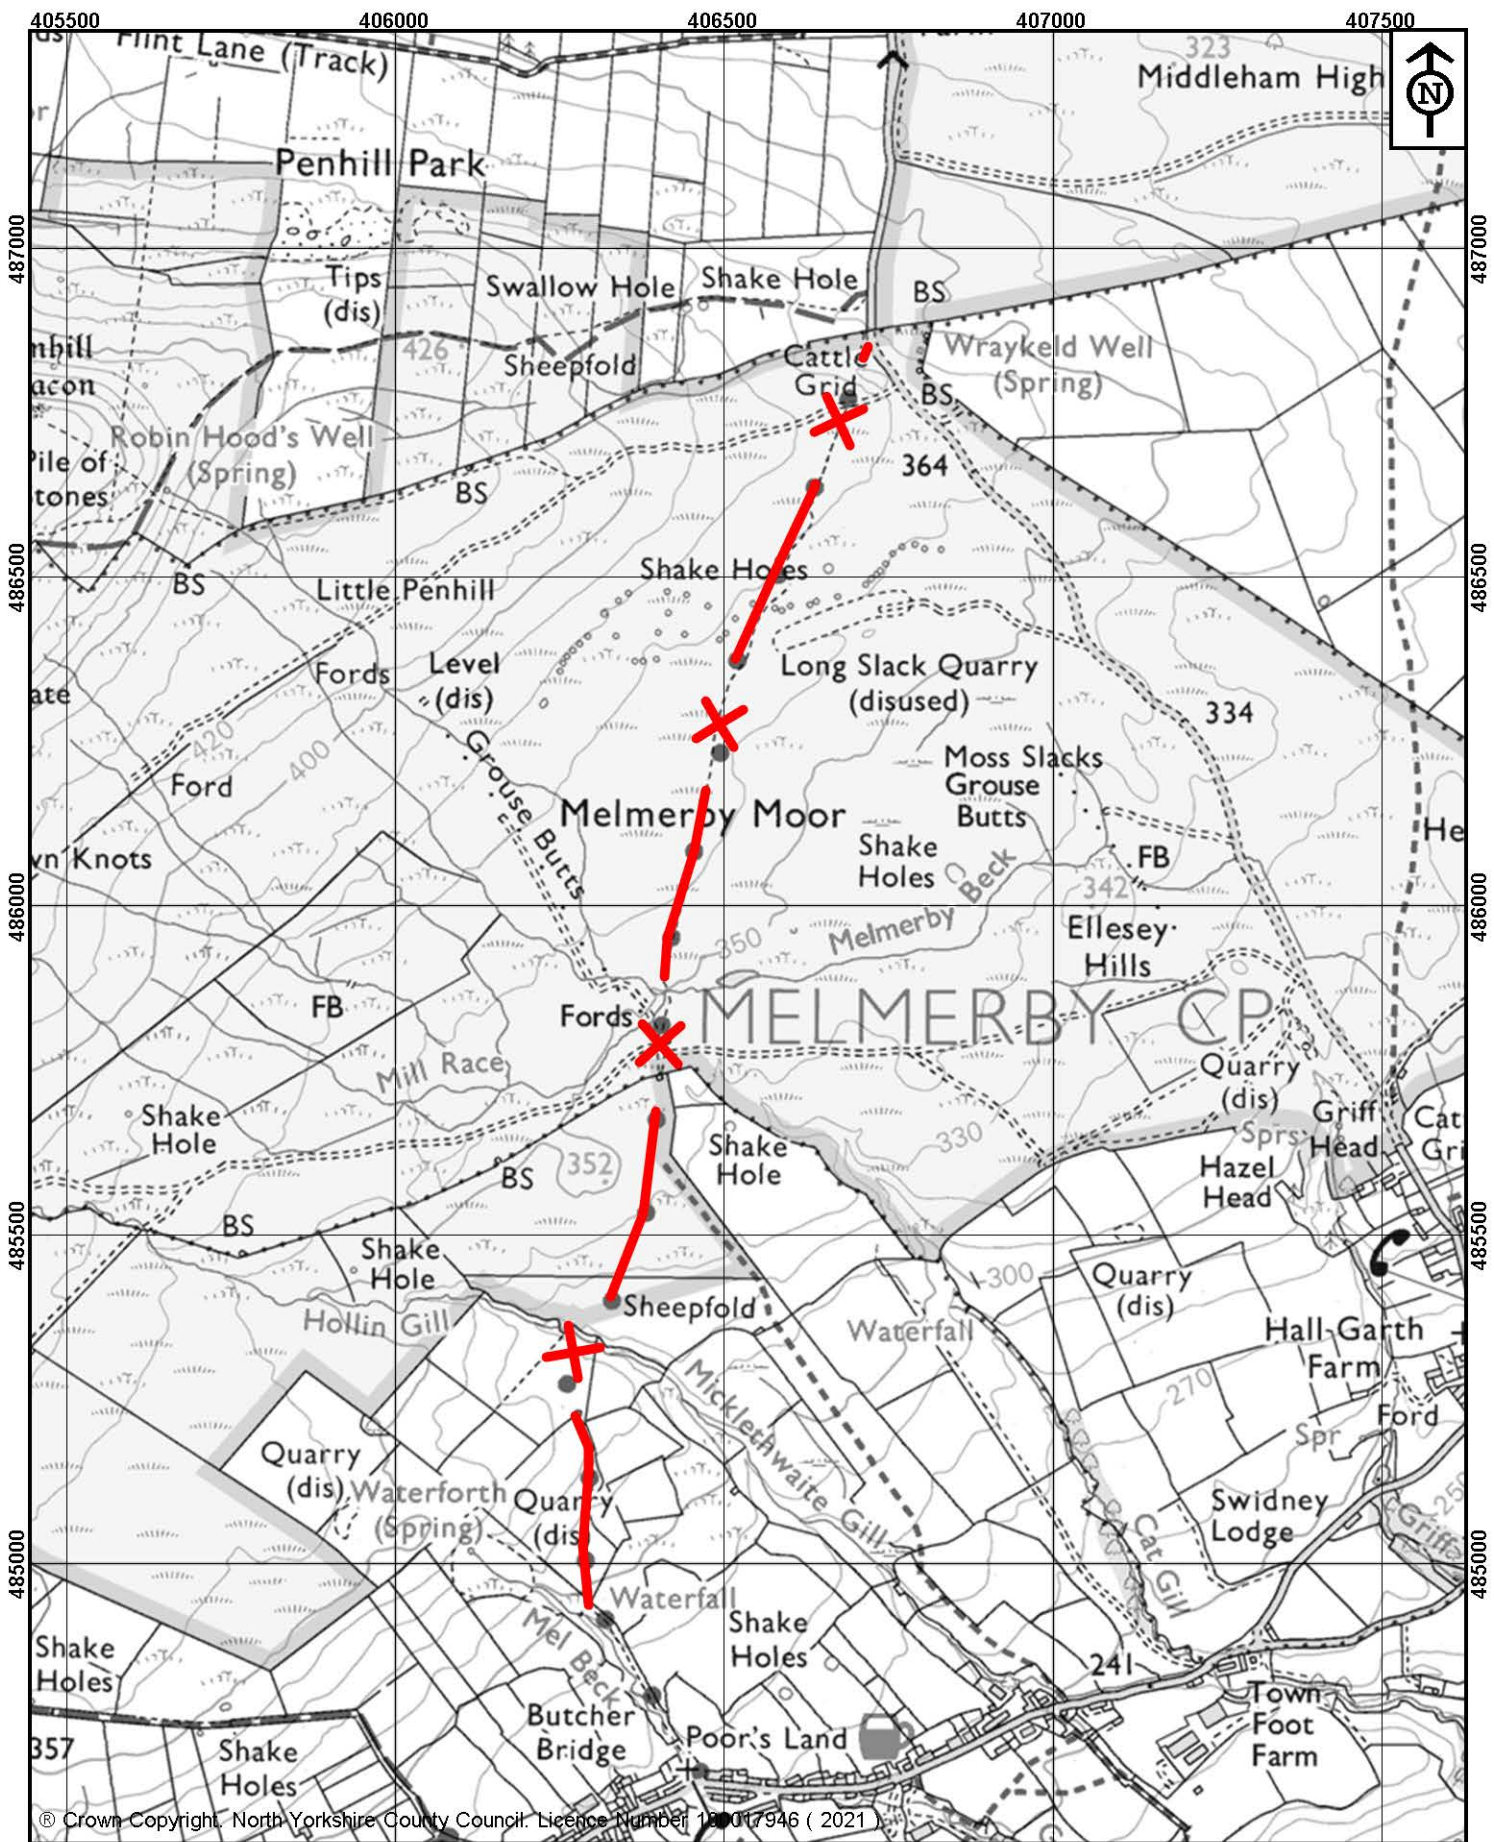 405500 406000 406500 407000 407500
Flint Lane (Track)
323
Middleham High
N
Penhill Park
487000
487000
Tips
(dis)
Swallow Hole
Shake Hole
BS
426
Sheepfold
Cattle
Grid
Wraykeld Well
(Spring)
BS
Robin Hood's Well
(Spring)
Pile of
BS
364
486500
486500
BS
Little Penhill
Shake Holes
Fords
Level
(dis)
Long Slack Quarry
(disused)
334
420
400
Ford
Grouse Butts
Moss Slacks
Grouse
Butts
Melmerby Moor
Shake
Holes
FB
342
Knots
486000
486000
350
Melmerby Beck
Ellesey
Hills
FB
Fords
MELMERBY CP
Mill Race
Quarry
(dis)
Shake
Hole
Shake
Hole
330
Sprs
Griff
Head
Hazel
Head
352
BS
BS
485500
485500
Shake
Hole
300
Quarry
(dis)
Hollin Gill
Sheepfold
Waterfall
Hall Garth
Farm
Micklethwaite Gill
270
Ford
Spr
Quarry
(dis)
Waterforth
(Spring)
Quarry
(dis)
Swidney
Lodge
Cat Gill
250
485000
485000
Waterfall
Mel Beck
Shake
Holes
Shake
Holes
241
Town
Foot
Farm
Butcher
Bridge
Poor's Land
357
Shake
Holes
® Crown Copyright. North Yorkshire County Council. Licence Number 100017946 ( 2021 )